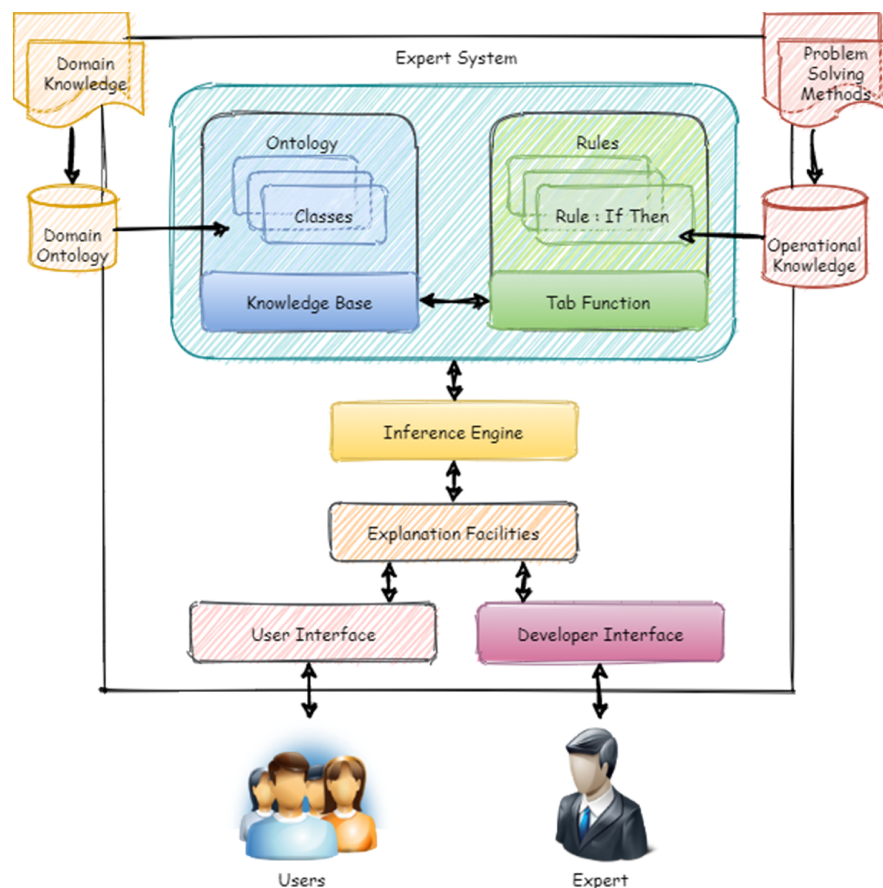 Expert System
Domain
Knowledge
Problem
Solving
Methods
Ontology
Rules
Classes
Rule : If Then
Domain
Ontology
Operational
Knowledge
Knowledge Base
Tab Function
Inference Engine
Explanation Facilities
User Interface
Developer Interface
Users
Expert